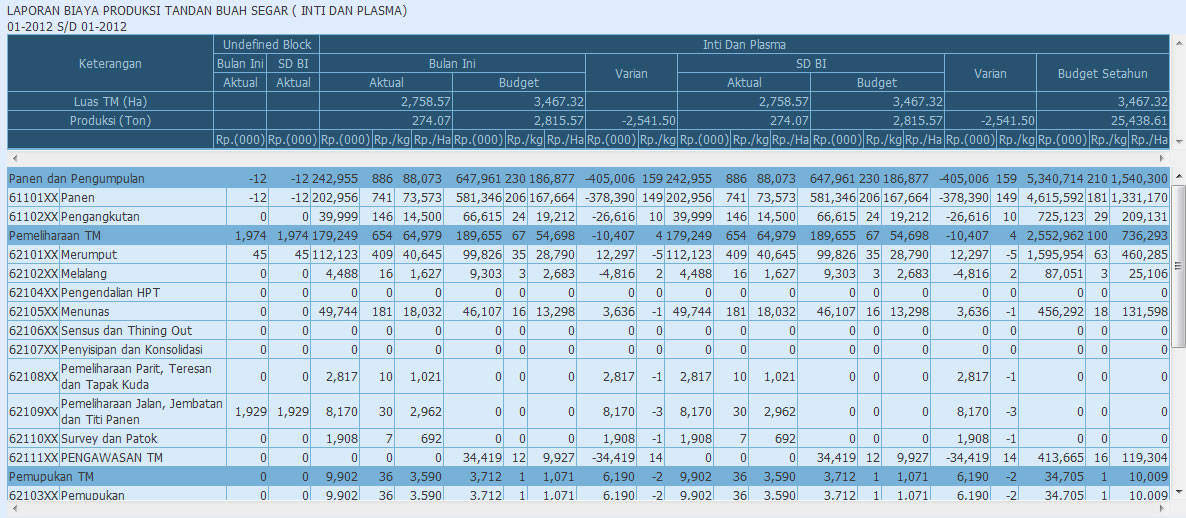 LAPORAN BIAYA PRODUKSI TANDAN BUAH SEGAR ( INTI DAN PLASMA)
01-2012 S/D 01-2012
Keterangan Undefined Block Inti Dan Plasma
Bulan Ini SD BI Bulan Ini Varian SD BI Varian Budget Setahun
Aktual Aktual Aktual Budget Aktual Budget
Luas TM (Ha) 2,758.57 3,467.32 2,758.57 3,467.32 3,467.32
Produksi (Ton) 274.07 2,815.57 -2,541.50 274.07 2,815.57 -2,541.50 25,438.61
Rp.(000) Rp.(000) Rp.(000) Rp./kg Rp./Ha Rp.(000) Rp./kg Rp./Ha Rp.(000) Rp./kg Rp.(000) Rp./kg Rp./Ha Rp.(000) Rp./kg Rp./Ha Rp.(000) Rp./kg Rp.(000) Rp./kg Rp./Ha
Panen dan Pengumpulan -12 -12 242,955 886 88,073 647,961 230 186,877 -405,006 159 242,955 886 88,073 647,961 230 186,877 -405,006 159 5,340,714 210 1,540,300
61101XX Panen -12 -12 202,956 741 73,573 581,346 206 167,664 -378,390 149 202,956 741 73,573 581,346 206 167,664 -378,390 149 4,615,592 181 1,331,170
61102XX Pengangkutan 0 0 39,999 146 14,500 66,615 24 19,212 -26,616 10 39,999 146 14,500 66,615 24 19,212 -26,616 10 725,123 29 209,131
Pemeliharaan TM 1,974 1,974 179,249 654 64,979 189,655 67 54,698 -10,407 4 179,249 654 64,979 189,655 67 54,698 -10,407 4 2,552,962 100 736,293
62101XX Merumput 45 45 112,123 409 40,645 99,826 35 28,790 12,297 -5 112,123 409 40,645 99,826 35 28,790 12,297 -5 1,595,954 63 460,285
62102XX Melalang 0 0 4,488 16 1,627 9,303 3 2,683 -4,816 2 4,488 16 1,627 9,303 3 2,683 -4,816 2 87,051 3 25,106
62104XX Pengendalian HPT 0 0 0 0 0 0 0 0 0 0 0 0 0 0 0 0 0 0 0 0 0
62105XX Menunas 0 0 49,744 181 18,032 46,107 16 13,298 3,636 -1 49,744 181 18,032 46,107 16 13,298 3,636 -1 456,292 18 131,598
62106XX Sensus dan Thining Out 0 0 0 0 0 0 0 0 0 0 0 0 0 0 0 0 0 0 0 0 0
62107XX Penyisipan dan Konsolidasi 0 0 0 0 0 0 0 0 0 0 0 0 0 0 0 0 0 0 0 0 0
62108XX Pemeliharaan Parit, Teresan dan Tapak Kuda 0 0 2,817 10 1,021 0 0 0 2,817 -1 2,817 10 1,021 0 0 0 2,817 -1 0 0 0
62109XX Pemeliharaan Jalan, Jembatan dan Titi Panen 1,929 1,929 8,170 30 2,962 0 0 0 8,170 -3 8,170 30 2,962 0 0 0 8,170 -3 0 0 0
62110XX Survey dan Patok 0 0 1,908 7 692 0 0 0 1,908 -1 1,908 7 692 0 0 0 1,908 -1 0 0 0
62111XX PENGAWASAN TM 0 0 0 0 0 34,419 12 9,927 -34,419 14 0 0 0 34,419 12 9,927 -34,419 14 413,665 16 119,304
Pemupukan TM 0 0 9,902 36 3,590 3,712 1 1,071 6,190 -2 9,902 36 3,590 3,712 1 1,071 6,190 -2 34,705 1 10,009
62103XX Pemupukan 0 0 9,902 36 3,590 3,712 1 1,071 6,190 -2 9,902 36 3,590 3,712 1 1,071 6,190 -2 34,705 1 10,009